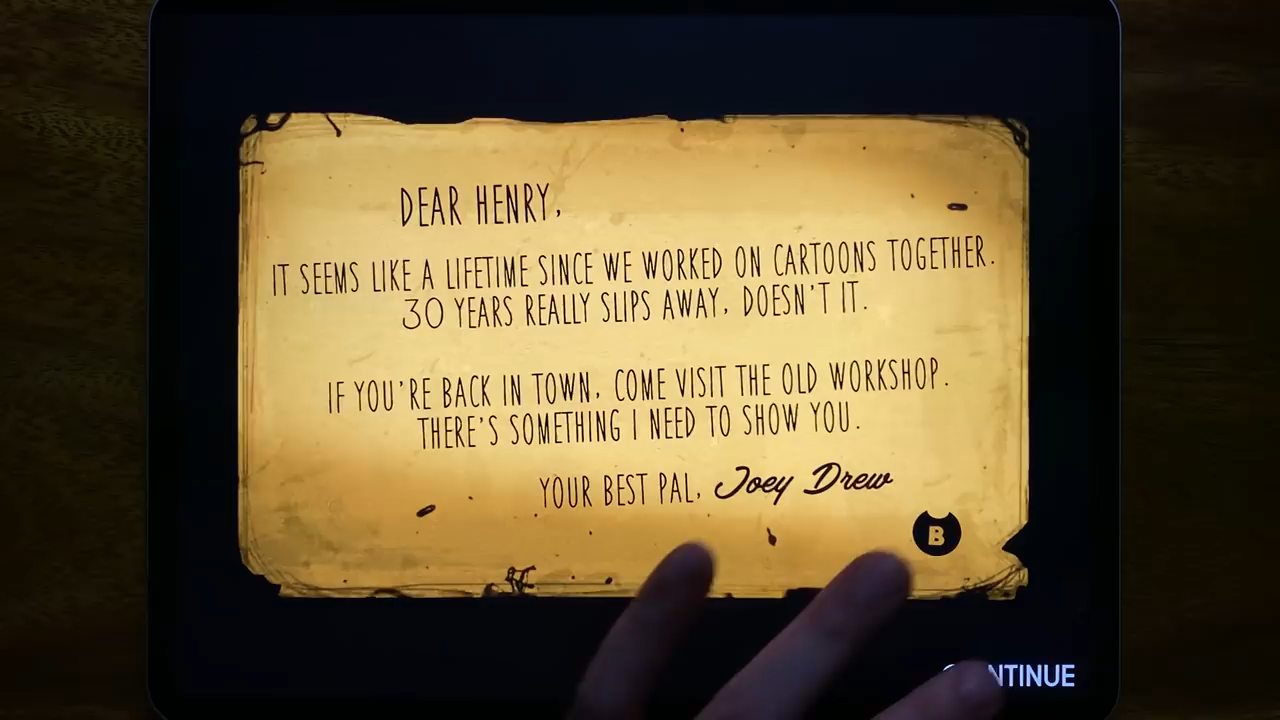 DEAR HENRY,
IT SEEMS LIKE A LIFETIME SINCE WE WORKED ON CARTOONS TOGETHER.
30 YEARS REALLY SLIPS AWAY, DOESN'T IT.
IF YOU'RE BACK IN TOWN, COME VISIT THE OLD WORKSHOP.
THERE'S SOMETHING I NEED TO SHOW YOU.
YOUR BEST PAL, Joey Drew
B
CONTINUE